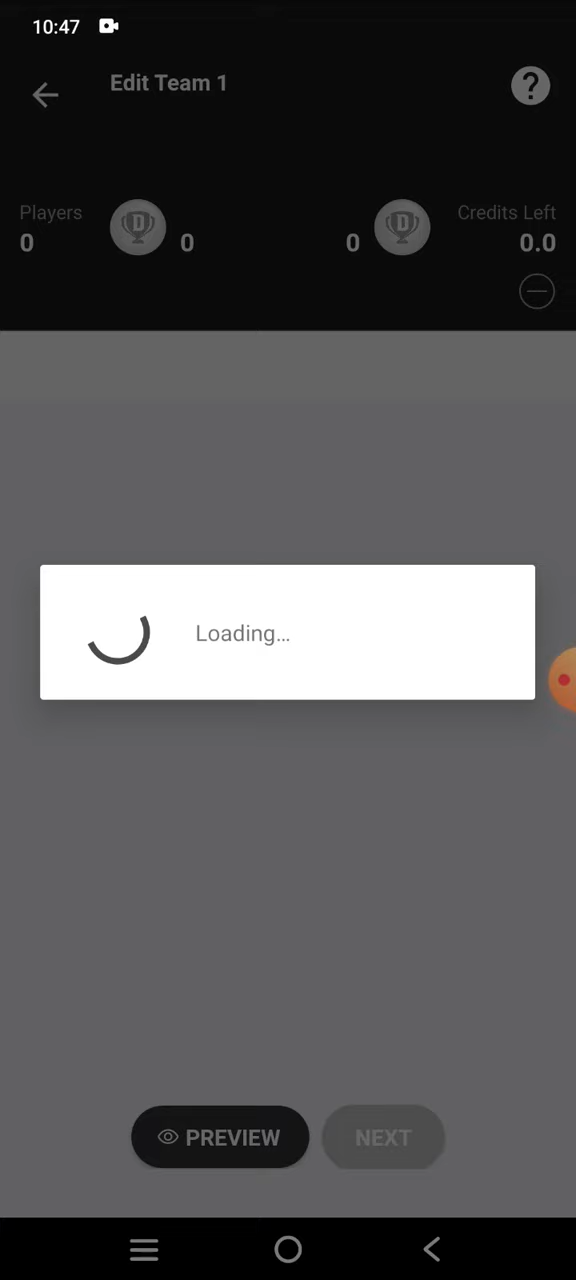 10:47
Edit Team 1
?
Players
0
D
0
0
D
Credits Left
0.0
Loading...
PREVIEW
NEXT